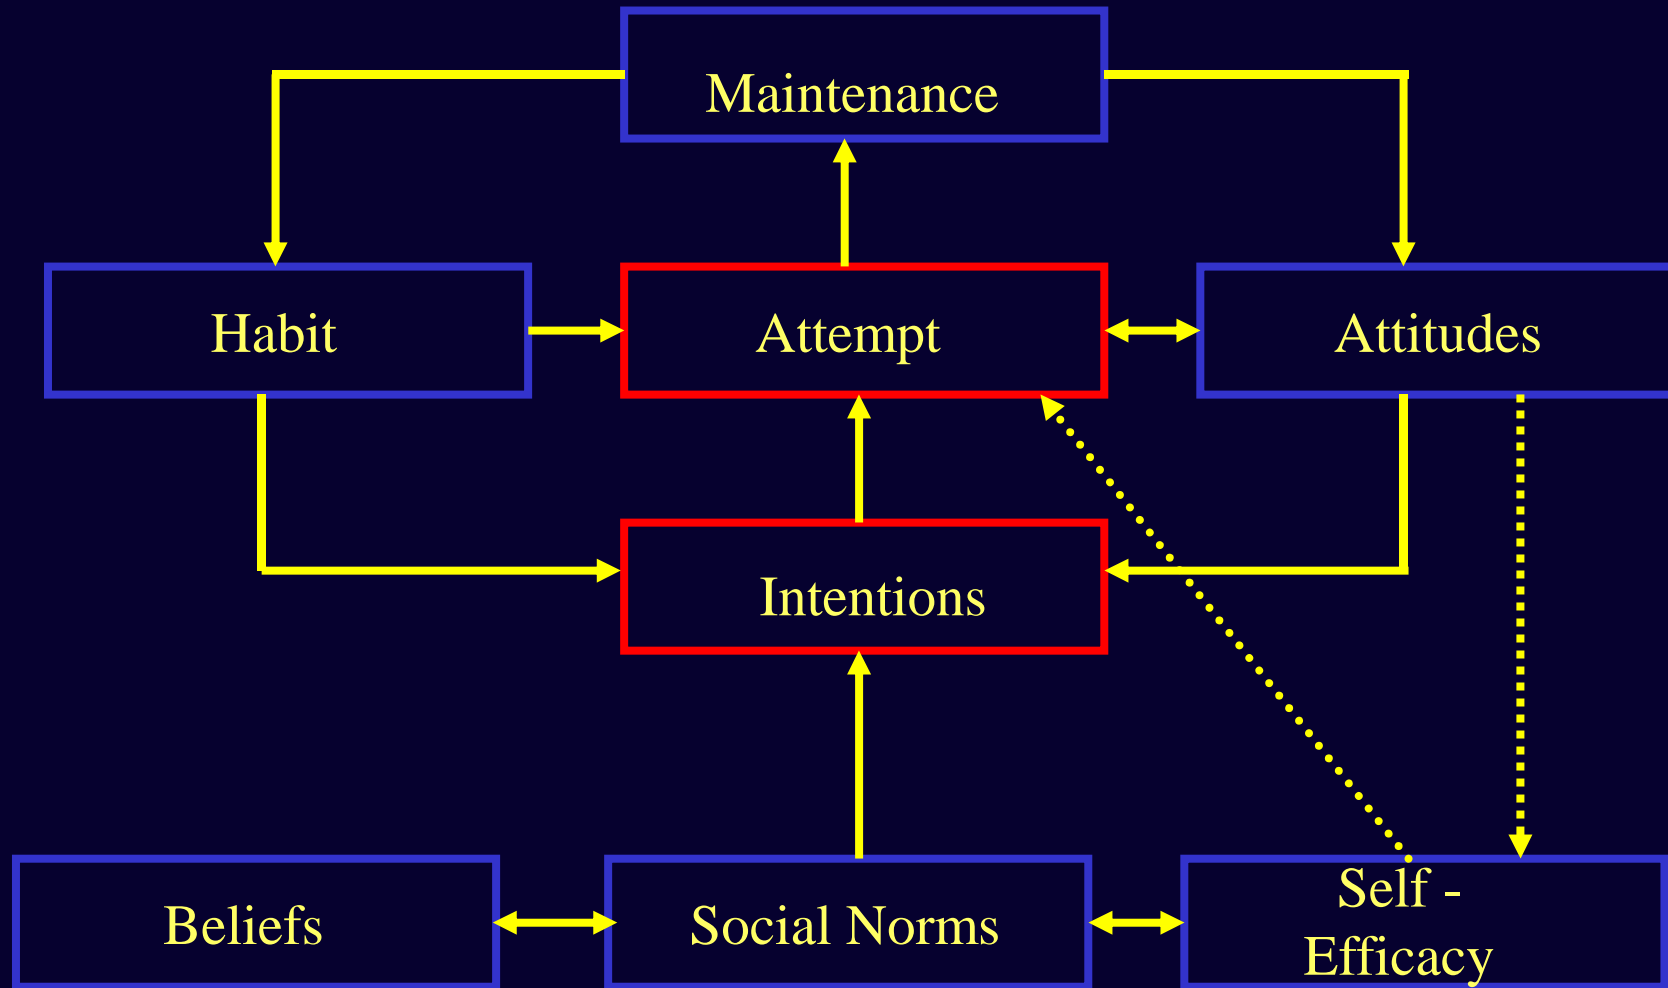 Maintenance
Habit
Attempt
Attitudes
Intentions
Beliefs
Social Norms
Self -
Efficacy